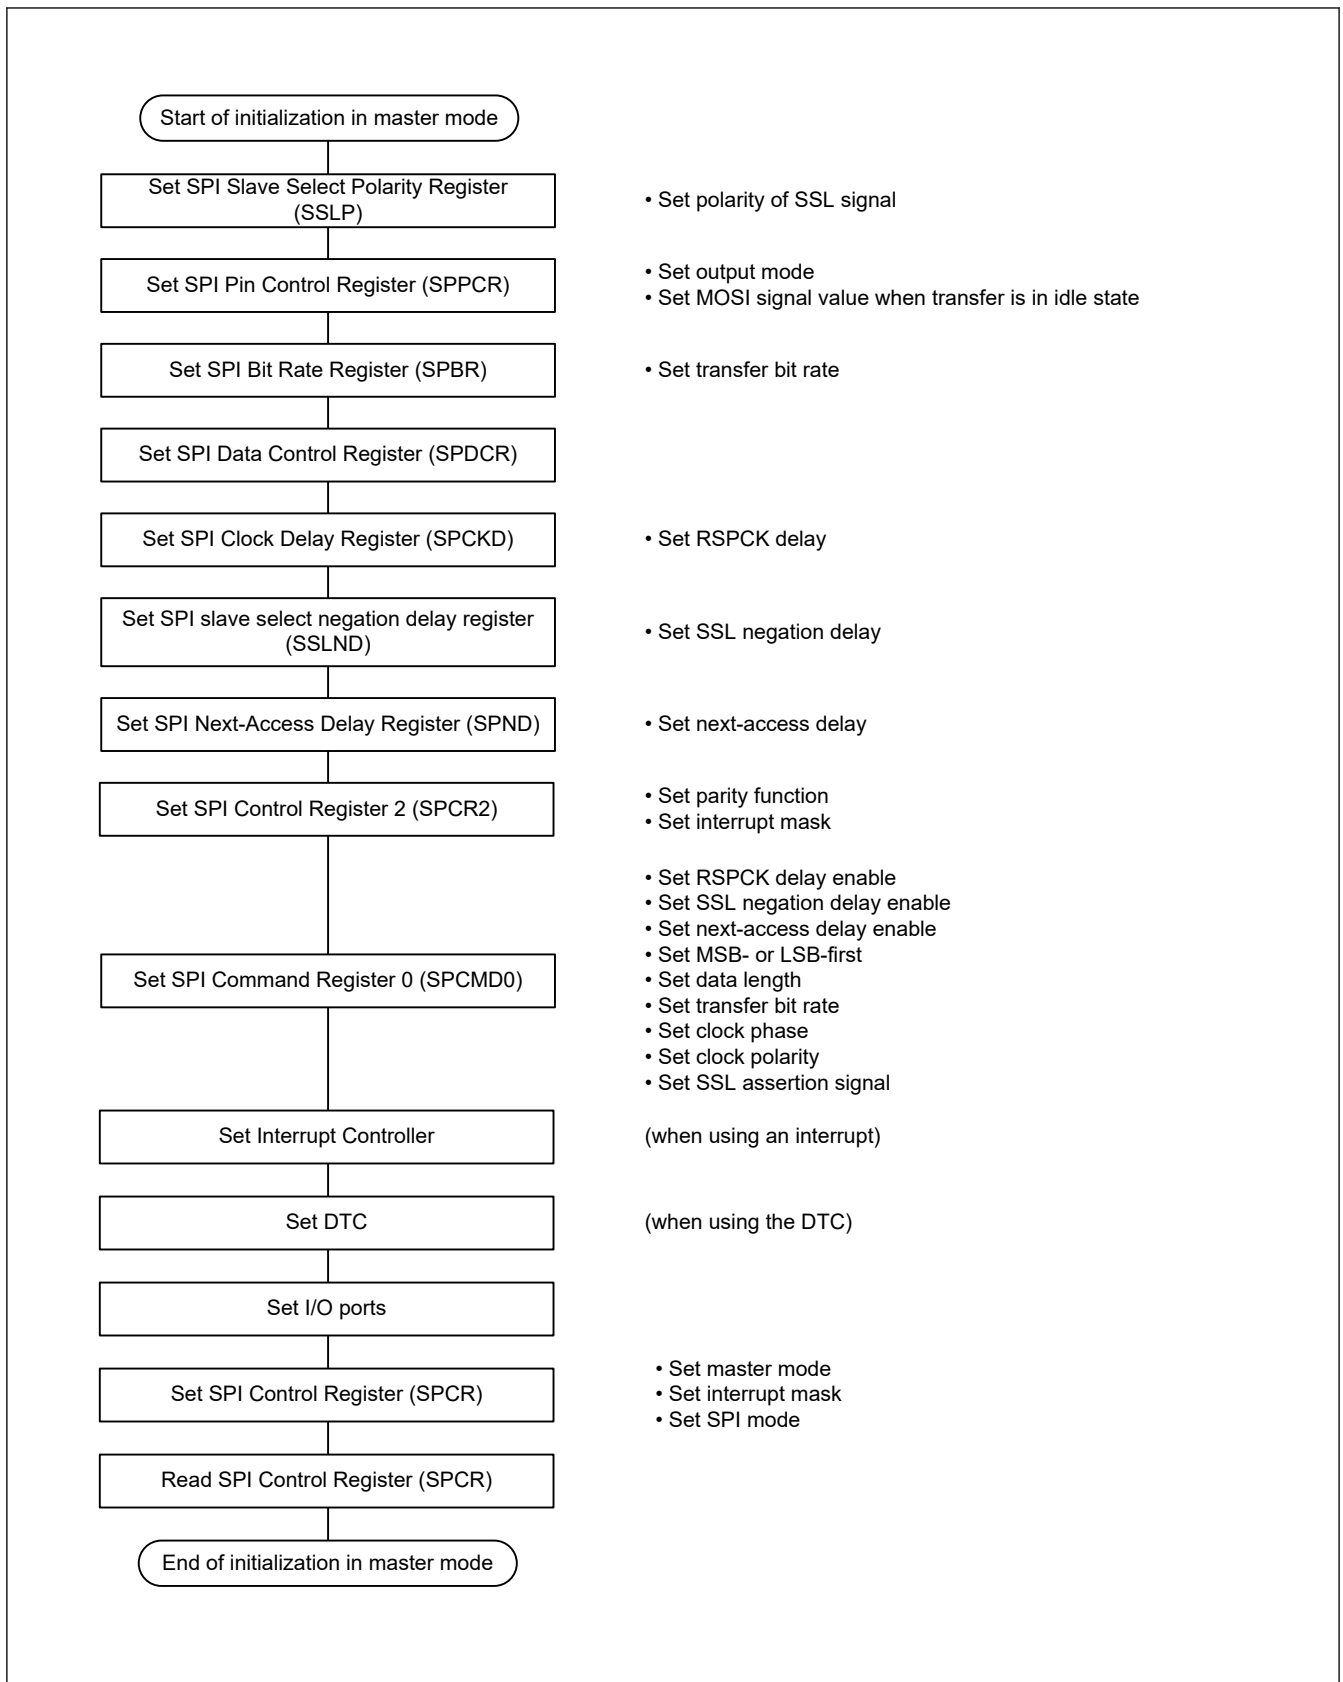 Start of initialization in master mode
Set SPI Slave Select Polarity Register
(SSLP)
• Set polarity of SSL signal
Set SPI Pin Control Register (SPPCR)
• Set output mode
• Set MOSI signal value when transfer is in idle state
Set SPI Bit Rate Register (SPBR)
• Set transfer bit rate
Set SPI Data Control Register (SPDCR)
Set SPI Clock Delay Register (SPCKD)
• Set RSPCK delay
Set SPI slave select negation delay register
(SSLND)
• Set SSL negation delay
Set SPI Next-Access Delay Register (SPND)
• Set next-access delay
Set SPI Control Register 2 (SPCR2)
• Set parity function
• Set interrupt mask
Set SPI Command Register 0 (SPCMD0)
• Set RSPCK delay enable
• Set SSL negation delay enable
• Set next-access delay enable
• Set MSB- or LSB-first
• Set data length
• Set transfer bit rate
• Set clock phase
• Set clock polarity
• Set SSL assertion signal
Set Interrupt Controller
(when using an interrupt)
Set DTC
(when using the DTC)
Set I/O ports
Set SPI Control Register (SPCR)
• Set master mode
• Set interrupt mask
• Set SPI mode
Read SPI Control Register (SPCR)
End of initialization in master mode